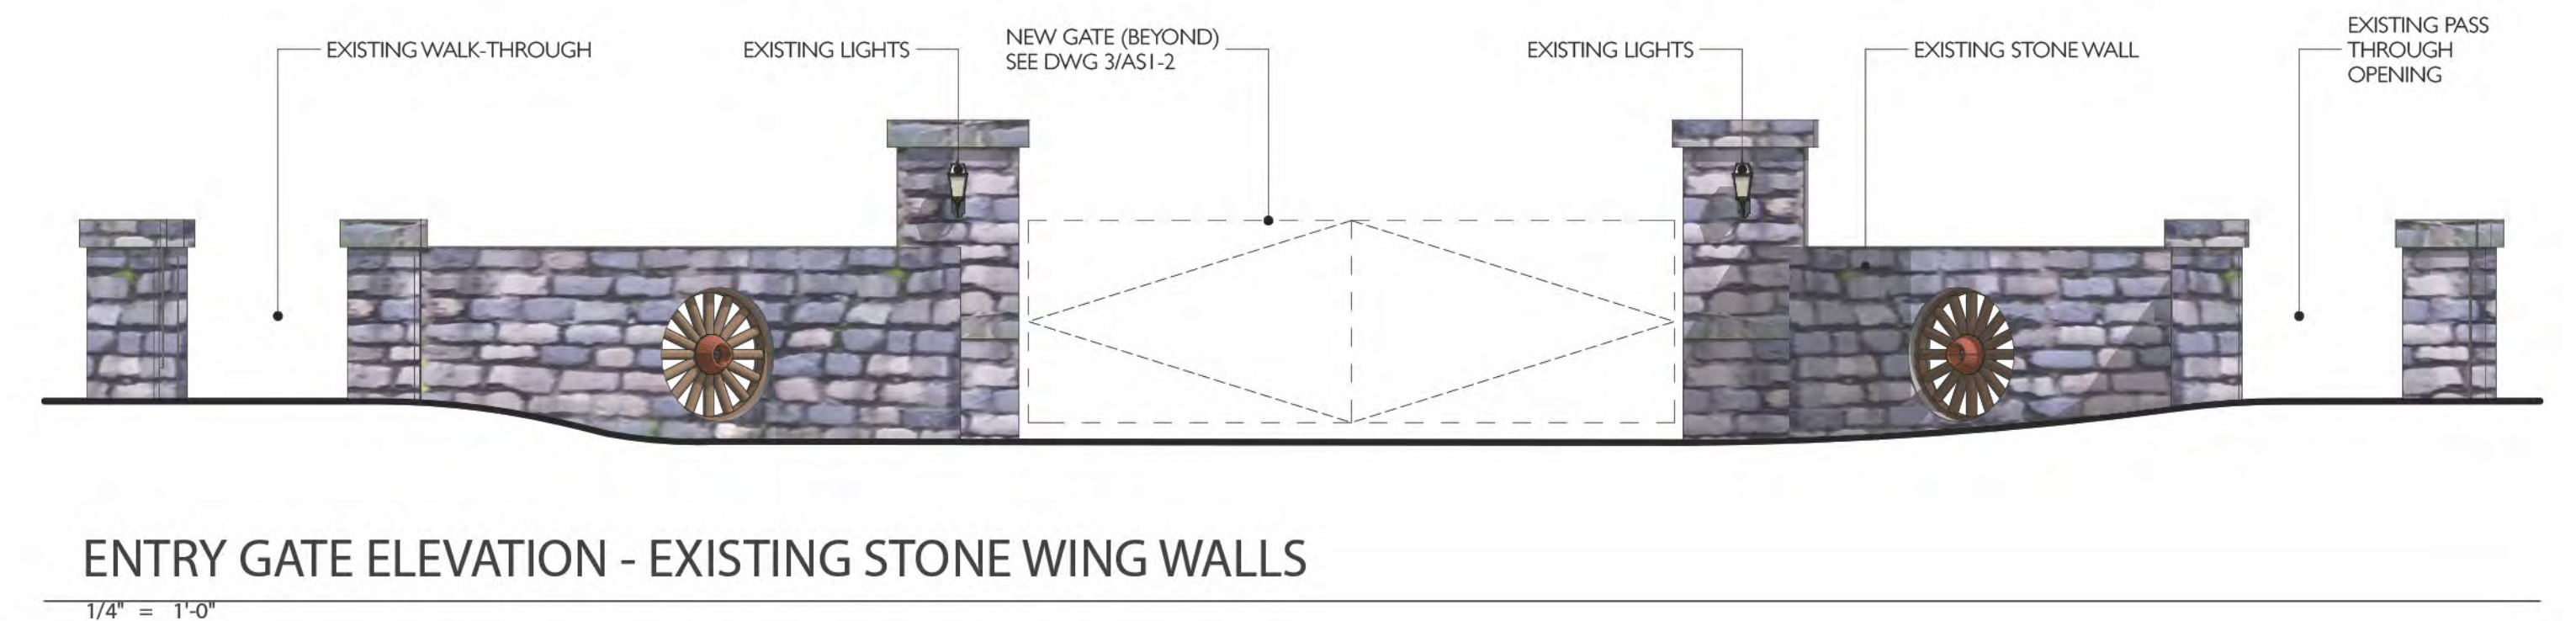 EXISTING WALK-THROUGH
EXISTING LIGHTS
NEW GATE (BEYOND)
SEE DWG 3/AS1-2
EXISTING LIGHTS
EXISTING STONE WALL
EXISTING PASS
THROUGH
OPENING
ENTRY GATE ELEVATION - EXISTING STONE WING WALLS
1/4" = 1'-0"